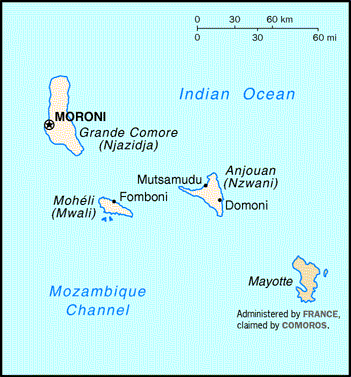 0 30 60 km
0 30 60 mi
Indian Ocean
MORONI
Grande Comore
(Njazidja)
Anjouan
(Nzwani)
Mutsamudu
Domoni
Mohéli
(Mwali)
Fomboni
Mayotte
Mozambique
Channel
Administered by FRANCE,
claimed by COMOROS.